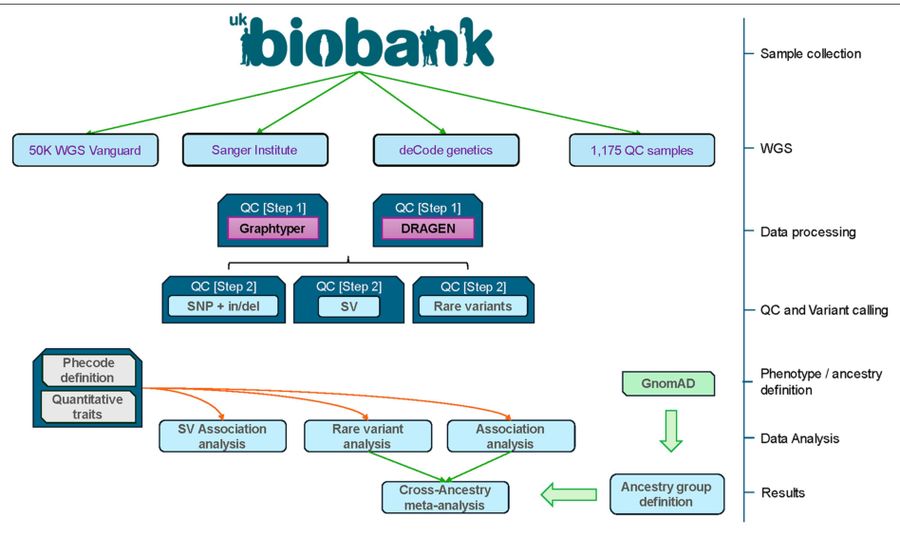 uk
biobank
Sample collection
50K WGS Vanguard
Sanger Institute
deCode genetics
1,175 QC samples
WGS
QC [Step 1]
Graphtyper
QC [Step 1]
DRAGEN
Data processing
QC [Step 2]
SNP + in/del
QC [Step 2]
SV
QC [Step 2]
Rare variants
QC and Variant calling
Phecode
definition
Quantitative
traits
GnomAD
Phenotype / ancestry
definition
SV Association
analysis
Rare variant
analysis
Association
analysis
Data Analysis
Cross-Ancestry
meta-analysis
Ancestry group
definition
Results